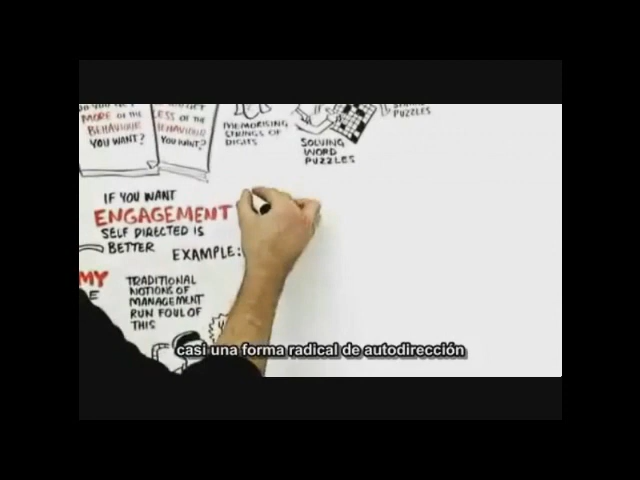 MORE OF THE
BEHAVIOUR
YOU WANT?
LESS OF THE
BEHAVIOUR
YOU WANT?
MEMORISING
STRINGS OF
DIGITS
SOLVING
WORD
PUZZLES
PUZZLES
IF YOU WANT
ENGAGEMENT
SELF DIRECTED IS
BETTER
EXAMPLE:
MY
TRADITIONAL
NOTIONS OF
MANAGEMENT
RUN FOUL OF
THIS
casi una forma radical de autodirección